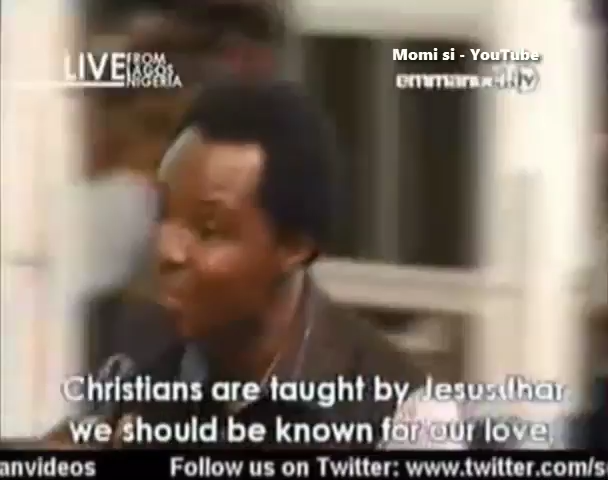 LIVE FROM LAGOS NIGERIA
Momi si - YouTube
Christians are taught by Jesus that
we should be known for our love
anvideos
Follow us on Twitter: www.twitter.com/s